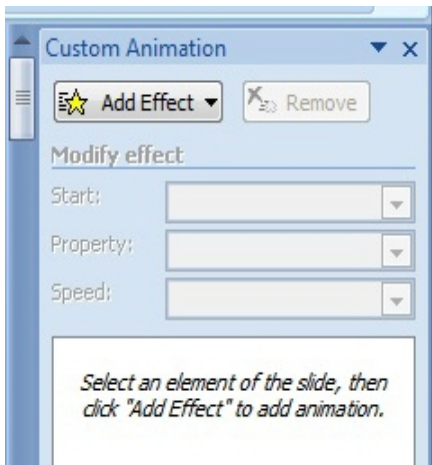 Custom Animation
Add Effect
Remove
Modify effect
Start:
Property:
Speed:
Select an element of the slide, then
click "Add Effect" to add animation.